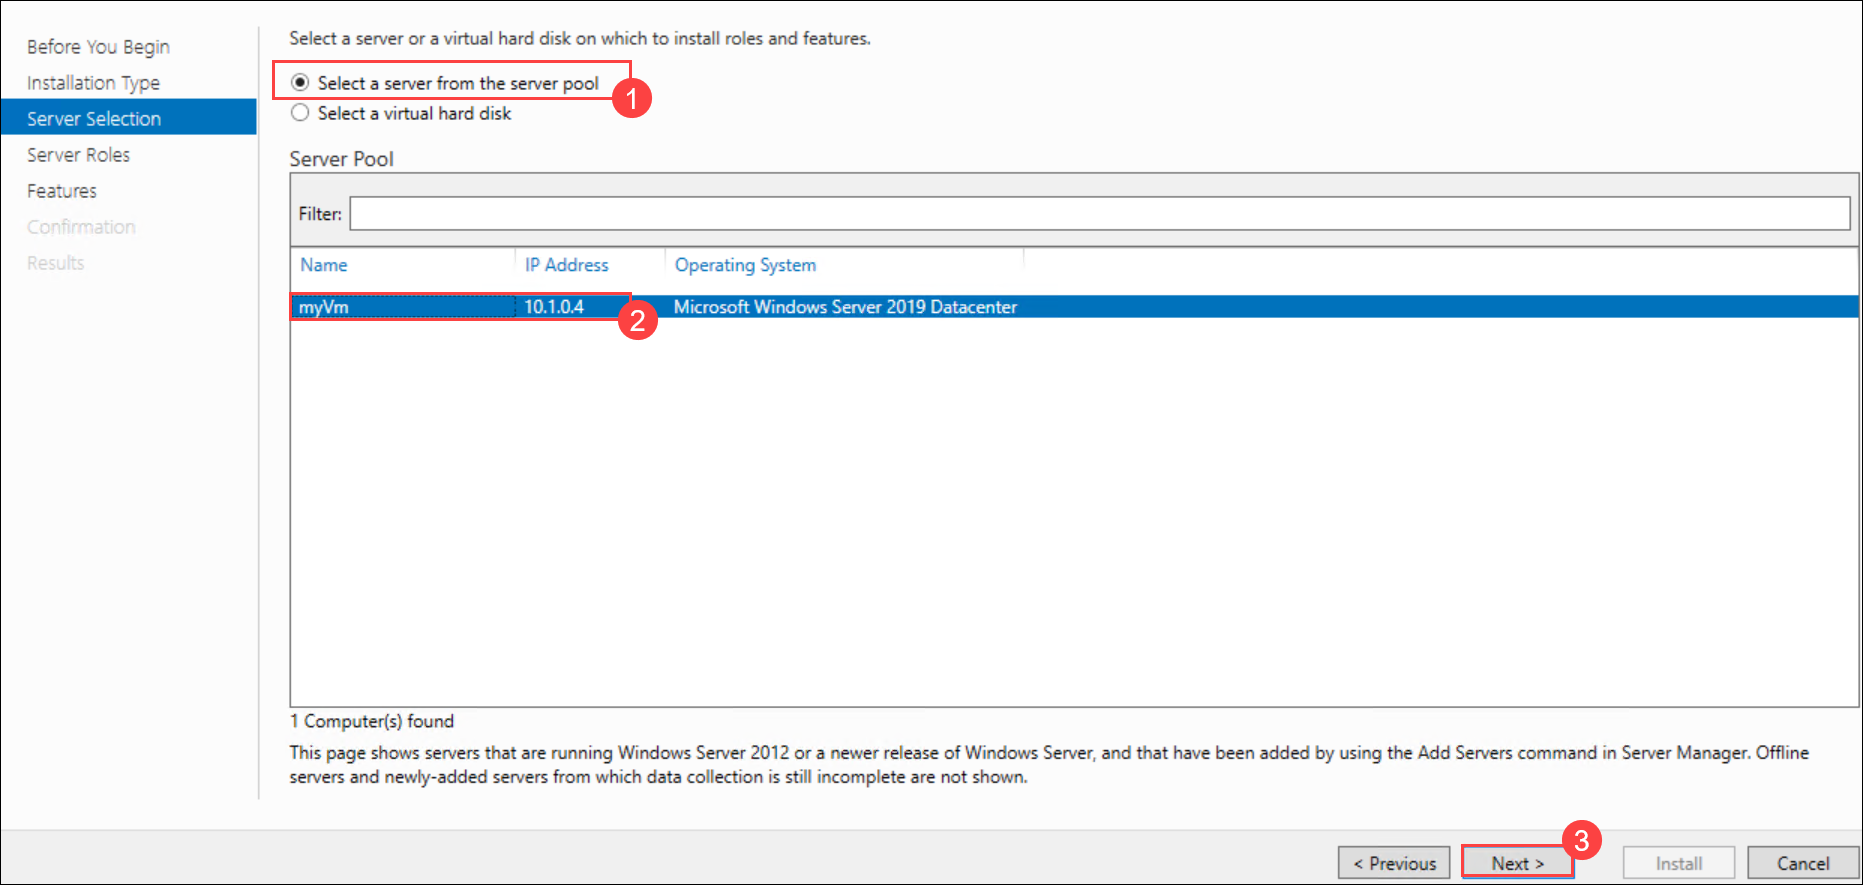 Before You Begin
Installation Type
Server Selection
Server Roles
Features
Confirmation
Results
Select a server or a virtual hard disk on which to install roles and features.
Select a server from the server pool
1
Select a virtual hard disk
Server Pool
Filter:
Name IP Address Operating System
myVm 10.1.0.4 Microsoft Windows Server 2019 Datacenter
2
1 Computer(s) found
This page shows servers that are running Windows Server 2012 or a newer release of Windows Server, and that have been added by using the Add Servers command in Server Manager. Offline
servers and newly-added servers from which data collection is still incomplete are not shown.
3
< Previous Next > Install Cancel